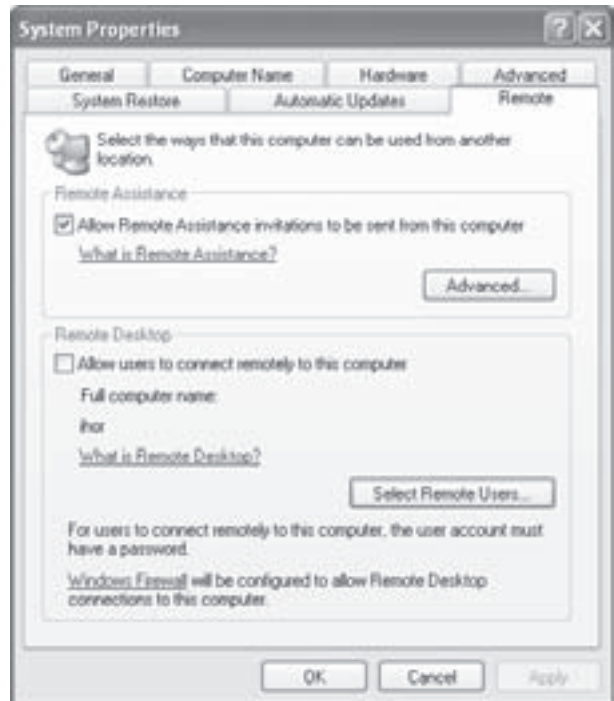 System Properties
General
Computer Name
Hardware
Advanced
System Restore
Automatic Updates
Remote
Select the ways that this computer can be used from another
location.
Remote Assistance
Allow Remote Assistance invitations to be sent from this computer
What is Remote Assistance?
Advanced...
Remote Desktop
Allow users to connect remotely to this computer
Full computer name:
ihor
What is Remote Desktop?
Select Remote Users...
For users to connect remotely to this computer, the user account must
have a password.
Windows Firewall will be configured to allow Remote Desktop
connections to this computer.
OK
Cancel
Apply